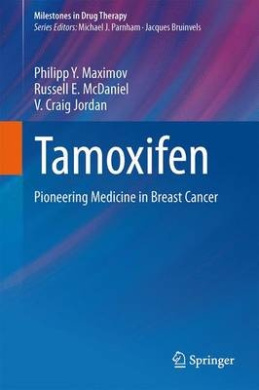 Milestones in Drug Therapy
Series Editors: Michael J. Parnham · Jacques Bruinvels
Philipp Y. Maximov
Russell E. McDaniel
V. Craig Jordan
Tamoxifen
Pioneering Medicine in Breast Cancer
Springer